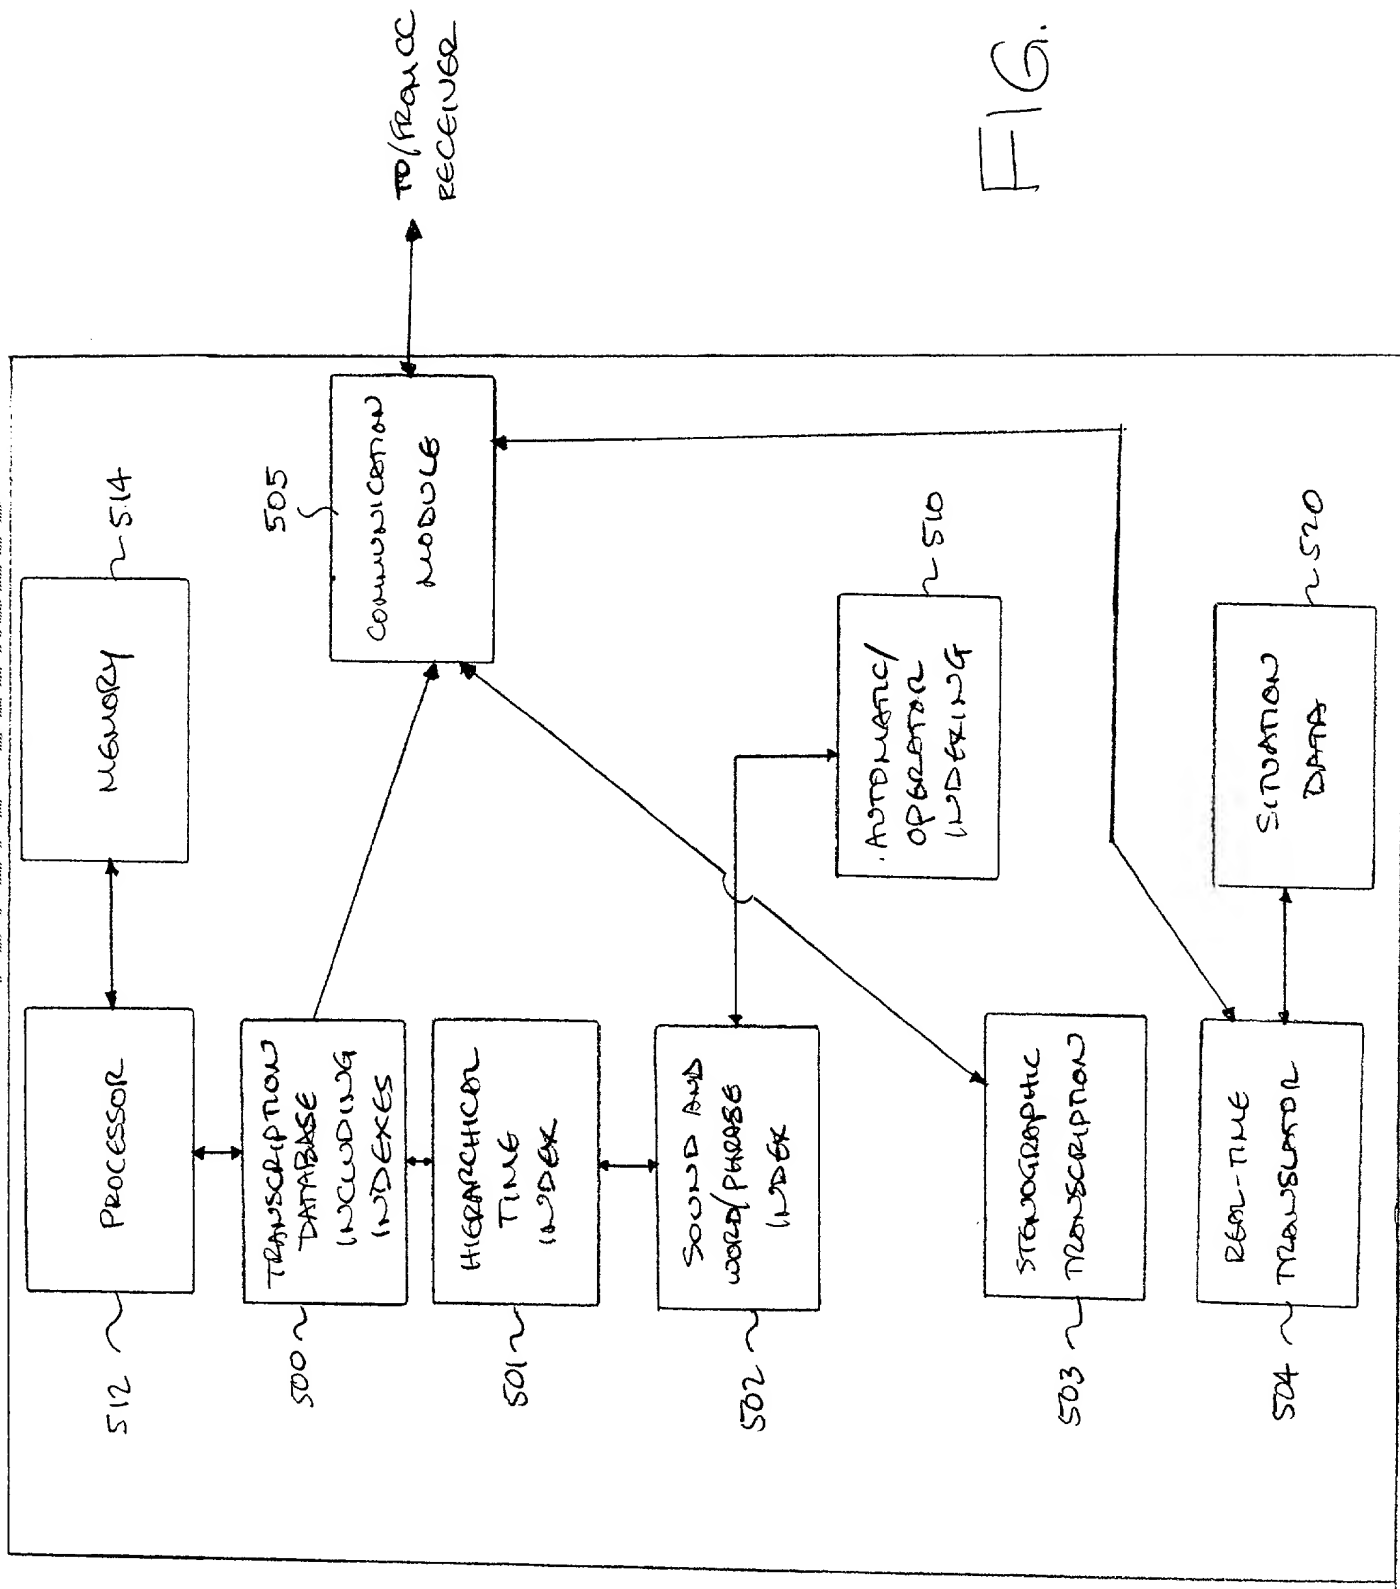 512
PROCESSOR
MEMORY
514
500
TRANSCRIPTION
DATABASE
INCLUDING
INDEXES
505
COMMUNICATION
MODULE
TO/FROM CC
RECEIVER
501
HIERARCHICAL
TIME
INDEX
502
SOUND AND
WORD/PHRASE
INDEX
AUTOMATIC/
OPERATOR
INDEXING
510
503
STENOGRAPHIC
TRANSCRIPTION
504
REAL-TIME
TRANSLATOR
SITUATION
DATA
520
FIG.